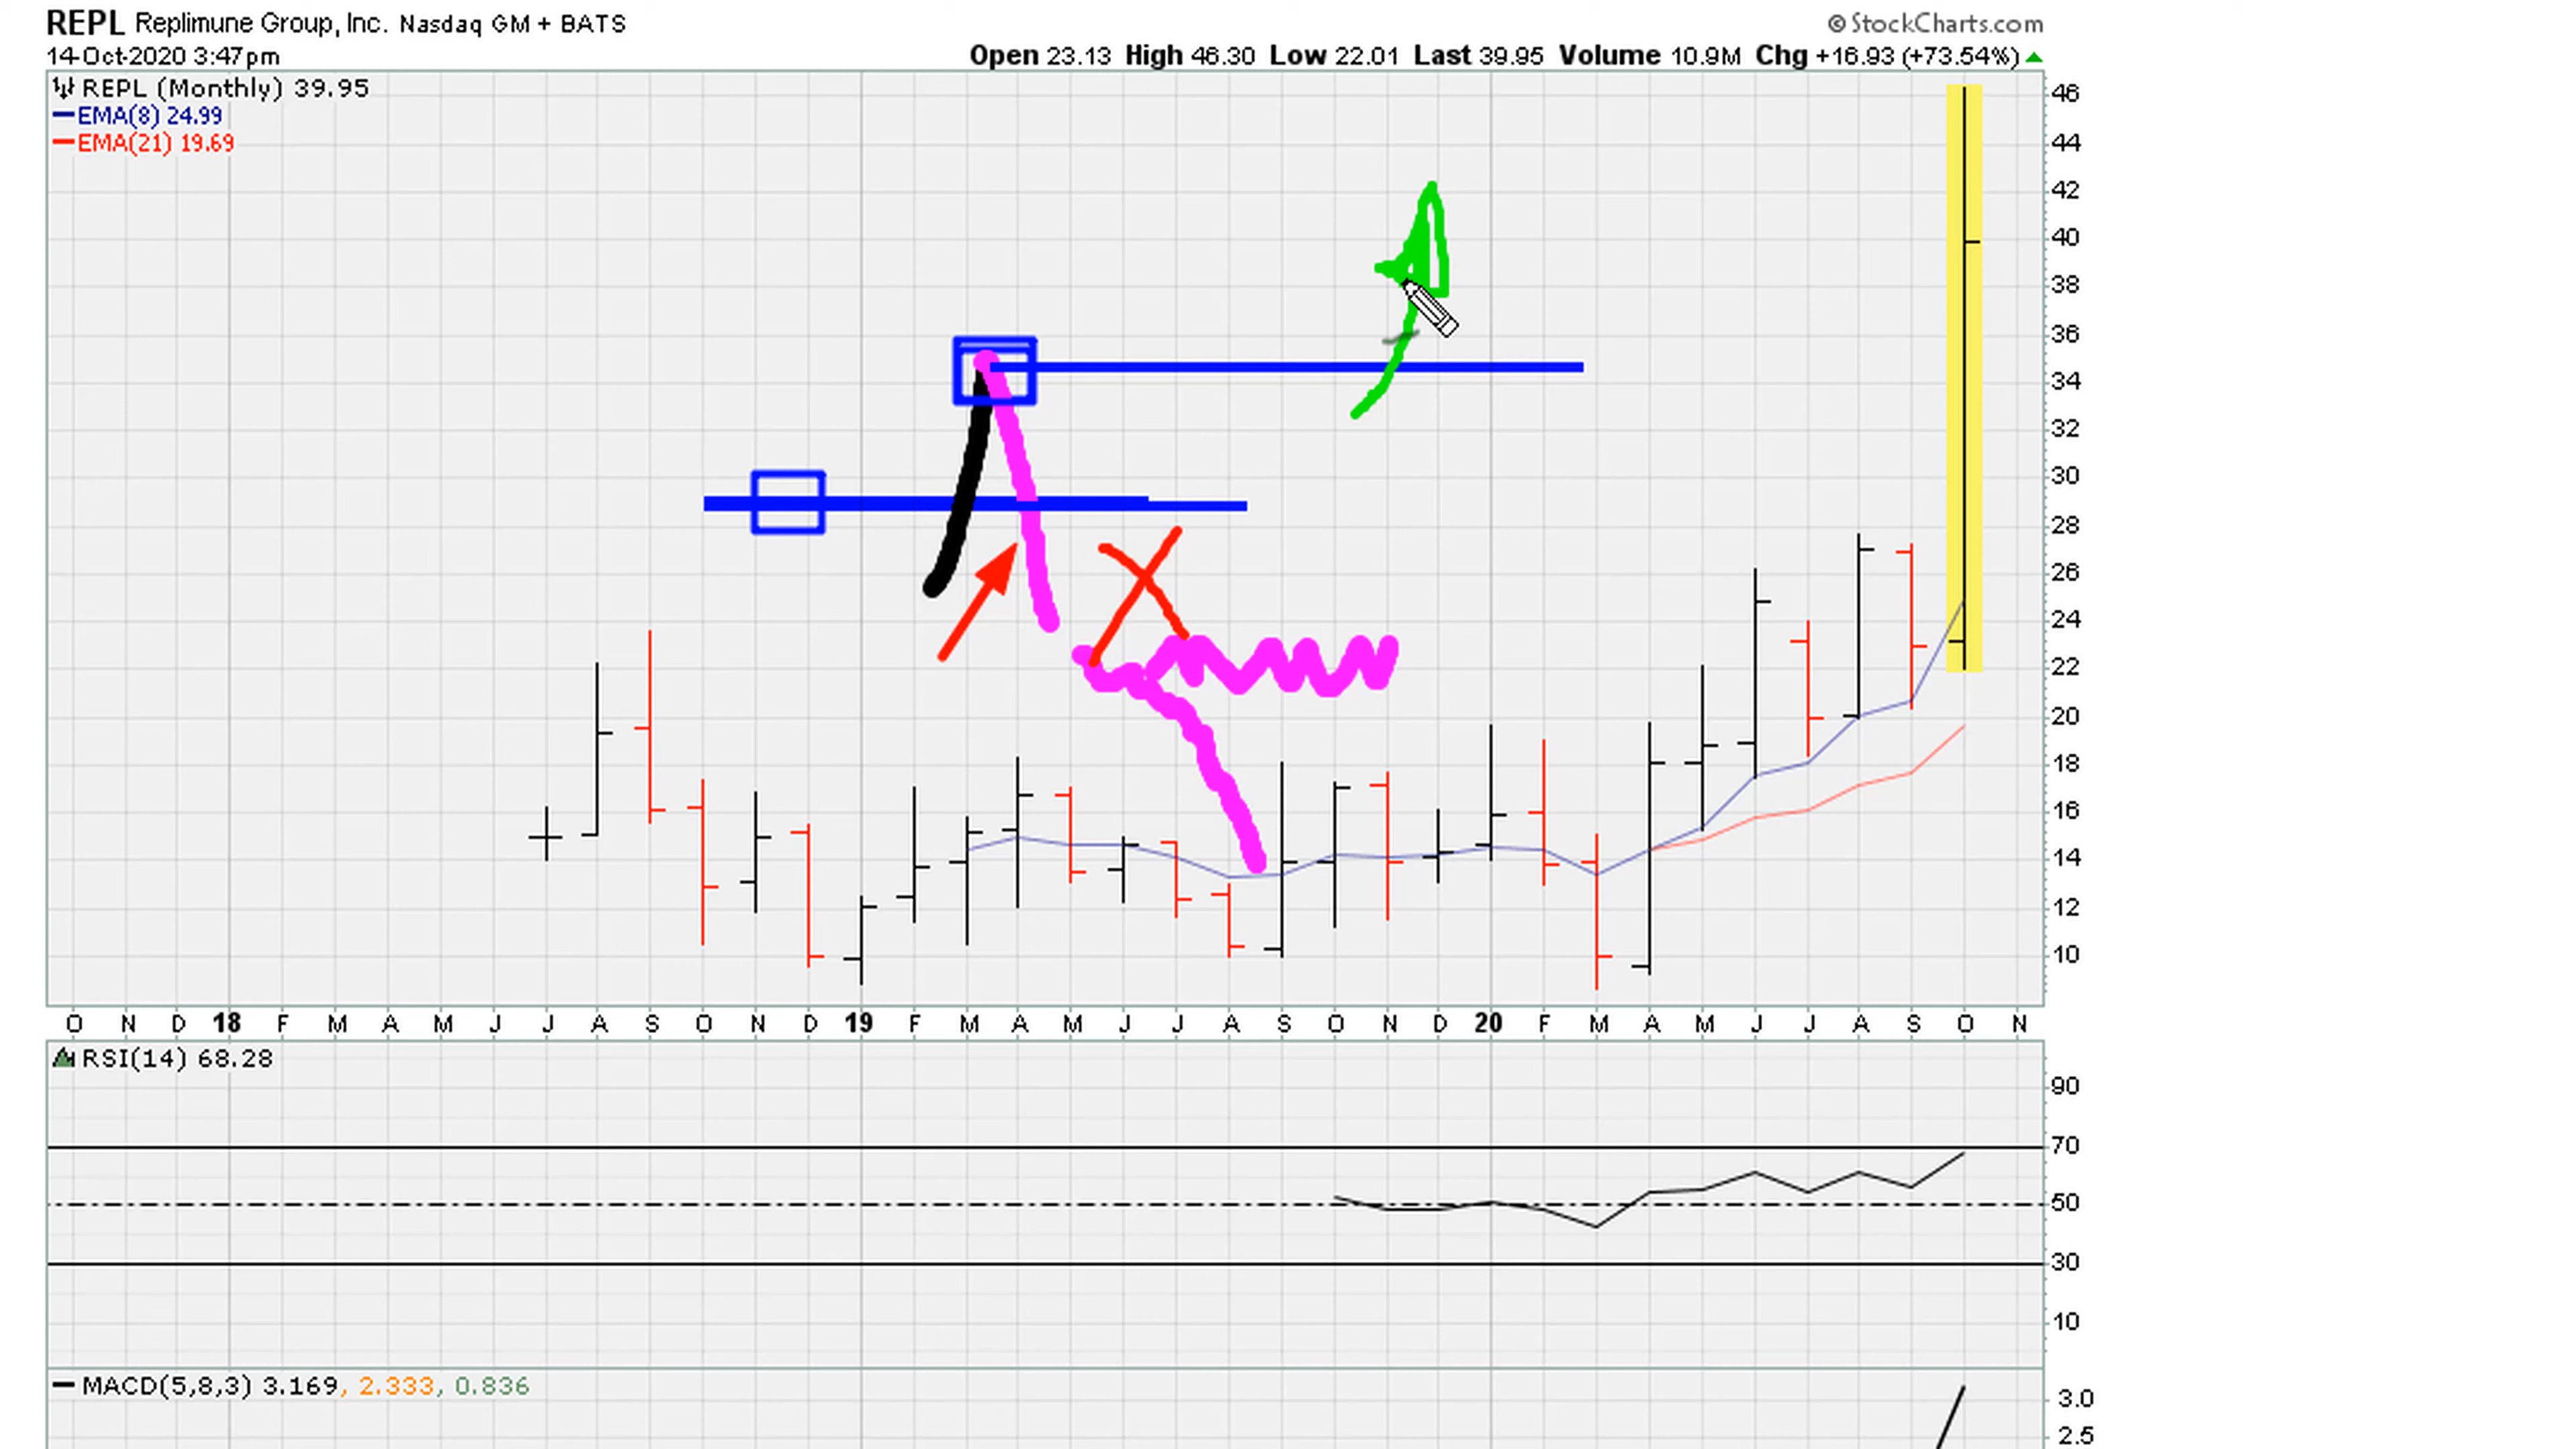 REPL Replimune Group, Inc. Nasdaq GM + BATS
© StockCharts.com
14-Oct-2020 3:47pm
Open 23.13 High 46.30 Low 22.01 Last 39.95 Volume 10.9M Chg +16.93 (+73.54%)
REPL (Monthly) 39.95
EMA(8) 24.99
EMA(21) 19.69
46
44
42
40
38
36
34
32
30
28
26
24
22
20
18
16
14
12
10
O N D 18 F M A M J J A S O N D 19 F M A M J J A S O N D 20 F M A M J J A S O N
RSI(14) 68.28
90
70
50
30
10
MACD(5,8,3) 3.169, 2.333, 0.836
3.0
2.5